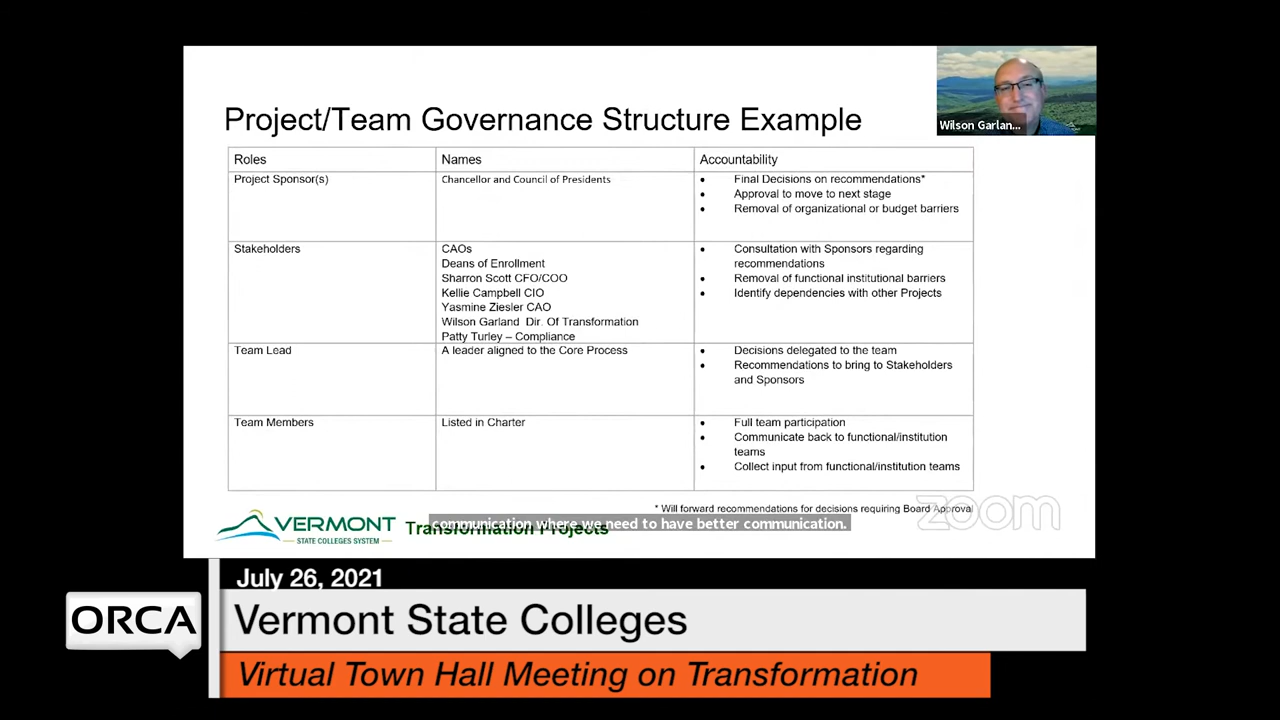 Project/Team Governance Structure Example
Wilson Garlan...
Roles
Names
Accountability
Project Sponsor(s)
Chancellor and Council of Presidents
• Final Decisions on recommendations*
• Approval to move to next stage
• Removal of organizational or budget barriers
Stakeholders
CAOs
Deans of Enrollment
Sharron Scott CFO/COO
Kellie Campbell CIO
Yasmine Ziesler CAO
Wilson Garland Dir. Of Transformation
Patty Turley – Compliance
• Consultation with Sponsors regarding
recommendations
• Removal of functional institutional barriers
• Identify dependencies with other Projects
Team Lead
A leader aligned to the Core Process
• Decisions delegated to the team
• Recommendations to bring to Stakeholders
and Sponsors
Team Members
Listed in Charter
• Full team participation
• Communicate back to functional/institution
teams
• Collect input from functional/institution teams
* Will forward recommendations for decisions requiring Board Approval
zoom
VERMONT
STATE COLLEGES SYSTEM
Transformation Projects
communication where we need to have better communication.
July 26, 2021
ORCA
Vermont State Colleges
Virtual Town Hall Meeting on Transformation